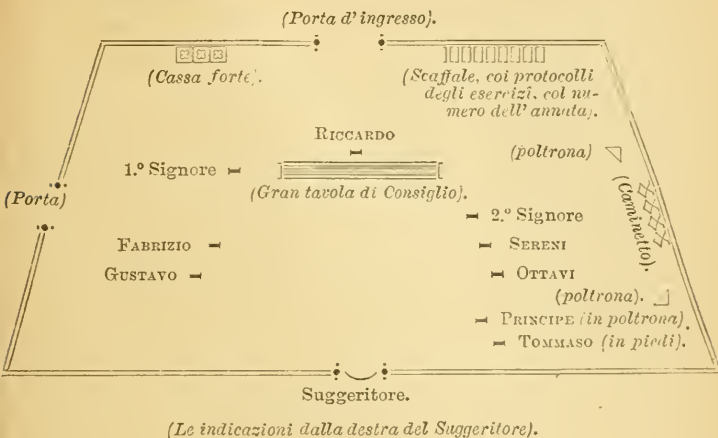 (Porta d'ingresso).
(Cassa forte).
(Scaffale, coi protocolli
degli esercizî, col nu-
mero dell'annata).
RICCARDO
1.º Signore
(poltrona)
(Porta)
(Gran tavola di Consiglio).
(Caminetto).
2.º Signore
FABRIZIO
SERENI
GUSTAVO
OTTAVI
(poltrona).
PRINCIPE (in poltrona)
TOMMASO (in piedi).
Suggeritore.
(Le indicazioni dalla destra del Suggeritore).